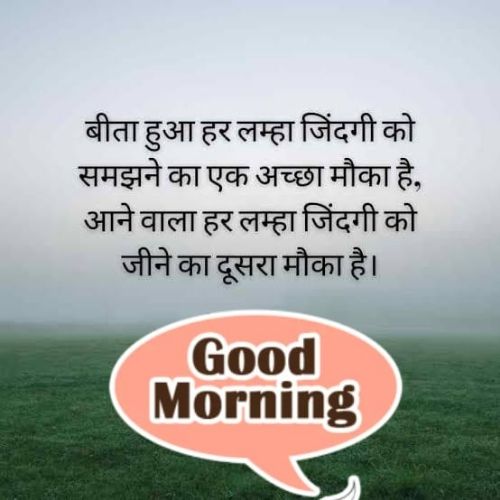 बीता हुआ हर लम्हा जिंदगी को
समझने का एक अच्छा मौका है,
आने वाला हर लम्हा जिंदगी को
जीने का दूसरा मौका है।
Good
Morning